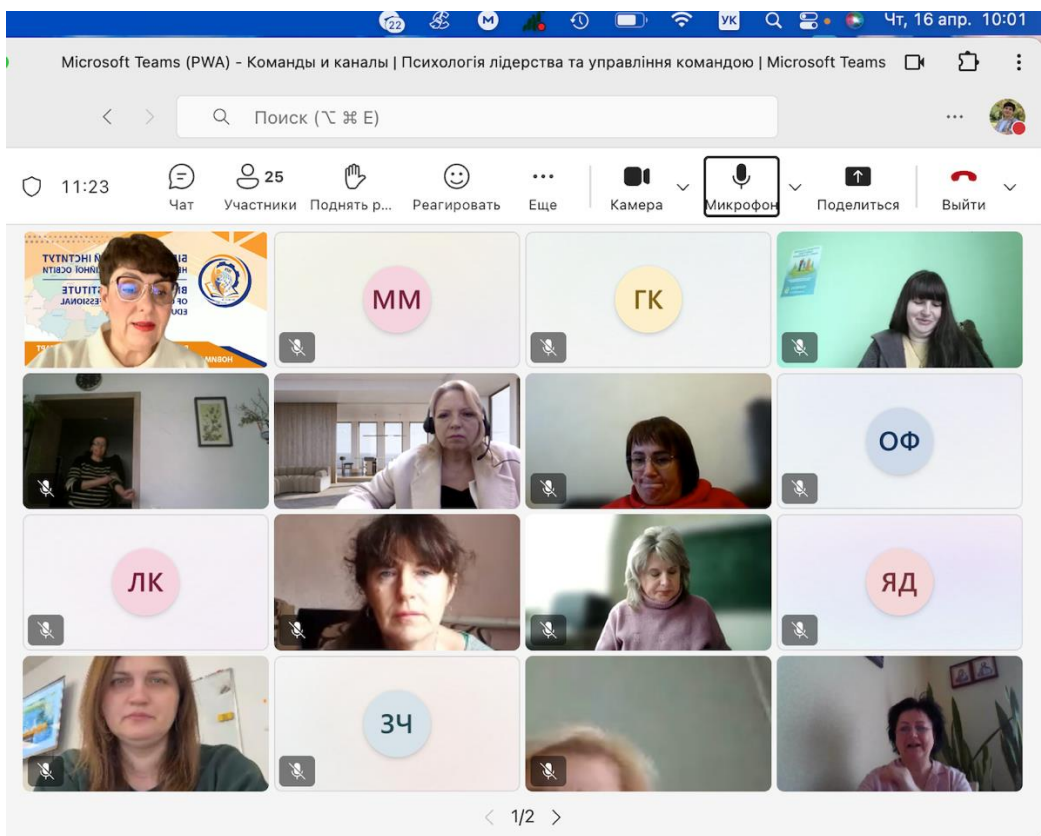 22
УК
Чт, 16 апр. 10:01
Microsoft Teams (PWA) - Команды и каналы | Психологія лідерства та управління командою | Microsoft Teams
Поиск (⌥ ⌘ E)
11:23
25
Чат
Участники
Поднять р...
Реагировать
Еще
Камера
Микрофон
Поделиться
Выйти
ММ
ГК
ОФ
ЛК
ЯД
ЗЧ
1/2